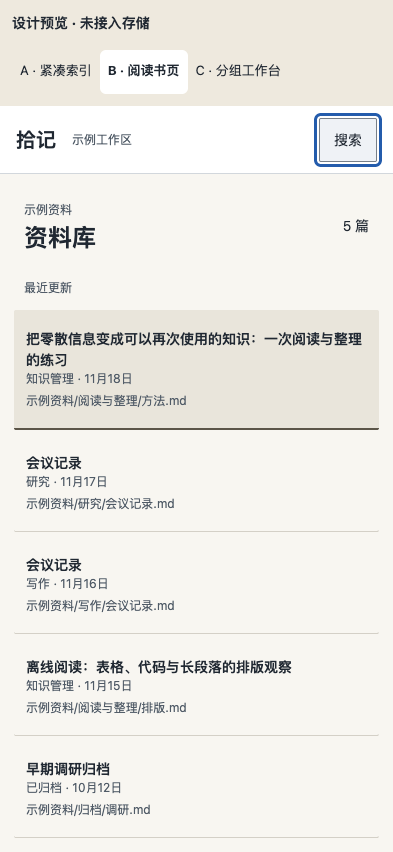 设计预览 · 未接入存储
A · 紧凑索引
B · 阅读书页
C · 分组工作台
拾记
示例工作区
搜索
示例资料
资料库
5 篇
最近更新
把零散信息变成可以再次使用的知识：一次阅读与整理
的练习
知识管理 · 11月18日
示例资料/阅读与整理/方法.md
会议记录
研究 · 11月17日
示例资料/研究/会议记录.md
会议记录
写作 · 11月16日
示例资料/写作/会议记录.md
离线阅读：表格、代码与长段落的排版观察
知识管理 · 11月15日
示例资料/阅读与整理/排版.md
早期调研归档
已归档 · 10月12日
示例资料/归档/调研.md